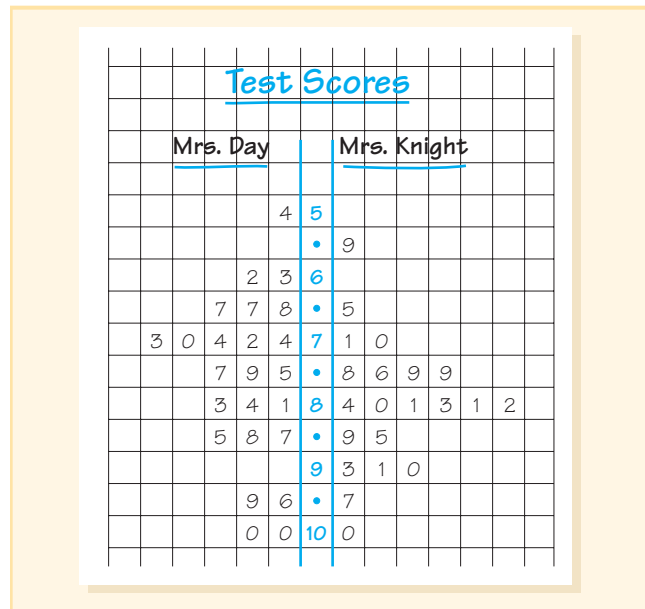 Test Scores
Mrs. Day Mrs. Knight
4 5
• 9
2 3 6
7 7 8 • 5
3 0 4 2 4 7 1 0
7 9 5 • 8 6 9 9
3 4 1 8 4 0 1 3 1 2
5 8 7 • 9 5
9 3 1 0
9 6 • 7
0 0 10 0